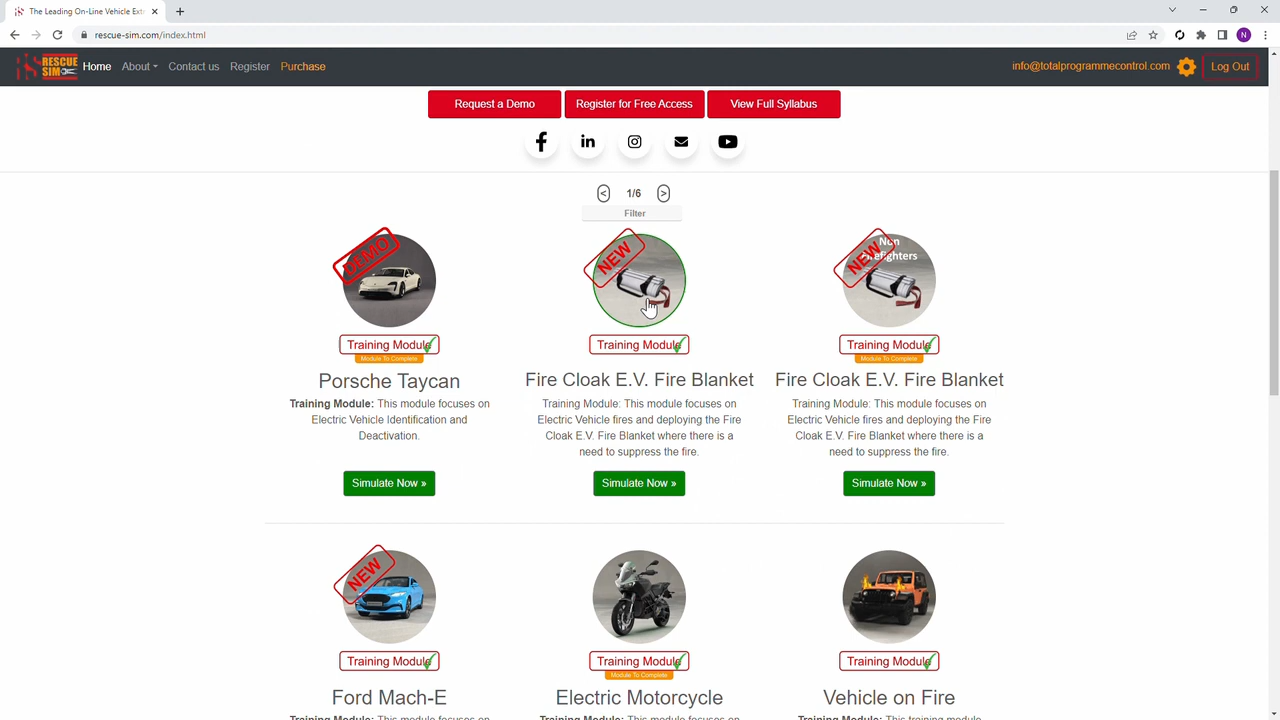 The Leading On-Line Vehicle Extr
rescue-sim.com/index.html
N
RESCUE SIM
Home
About
Contact us
Register
Purchase
info@totalprogrammecontrol.com
Log Out
Request a Demo
Register for Free Access
View Full Syllabus
< 1/6 >
Filter
DEMO
NEW
NEW
Non
Firefighters
Training Module
Training Module
Training Module
Module To Complete
Module To Complete
Porsche Taycan
Fire Cloak E.V. Fire Blanket
Fire Cloak E.V. Fire Blanket
Training Module: This module focuses on
Electric Vehicle Identification and
Deactivation.
Training Module: This module focuses on
Electric Vehicle fires and deploying the Fire
Cloak E.V. Fire Blanket where there is a
need to suppress the fire.
Training Module: This module focuses on
Electric Vehicle fires and deploying the Fire
Cloak E.V. Fire Blanket where there is a
need to suppress the fire.
Simulate Now »
Simulate Now »
Simulate Now »
NEW
Training Module
Training Module
Training Module
Module To Complete
Ford Mach-E
Electric Motorcycle
Vehicle on Fire
Training Module: This module focuses on
Training Module: This module focuses on
Training Module: This training module